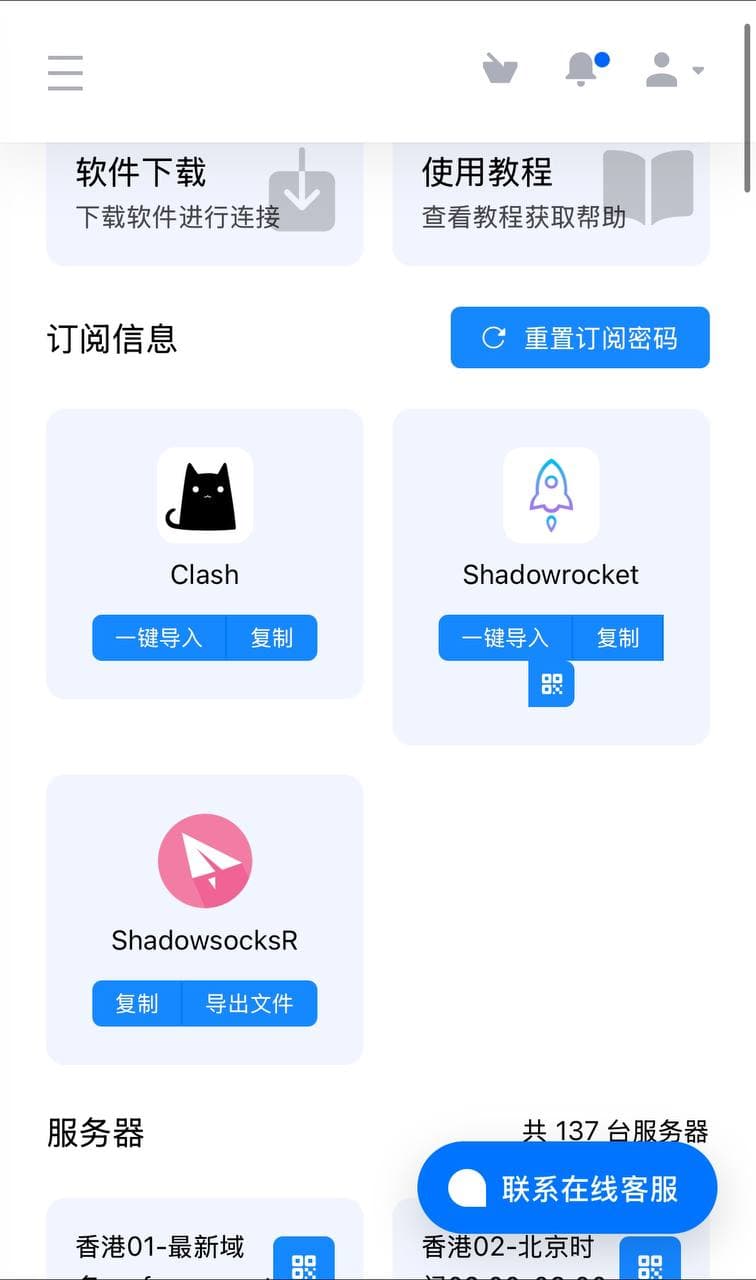 软件下载
下载软件进行连接
使用教程
查看教程获取帮助
订阅信息
重置订阅密码
Clash
一键导入
复制
Shadowrocket
一键导入
复制
ShadowsocksR
复制
导出文件
服务器
共 137 台服务器
联系在线客服
香港01-最新域
香港02-北京时